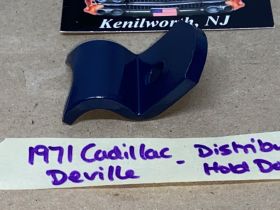 Kenilworth, NJ
1971 Cadillac - Distribu
Deville Hold Do